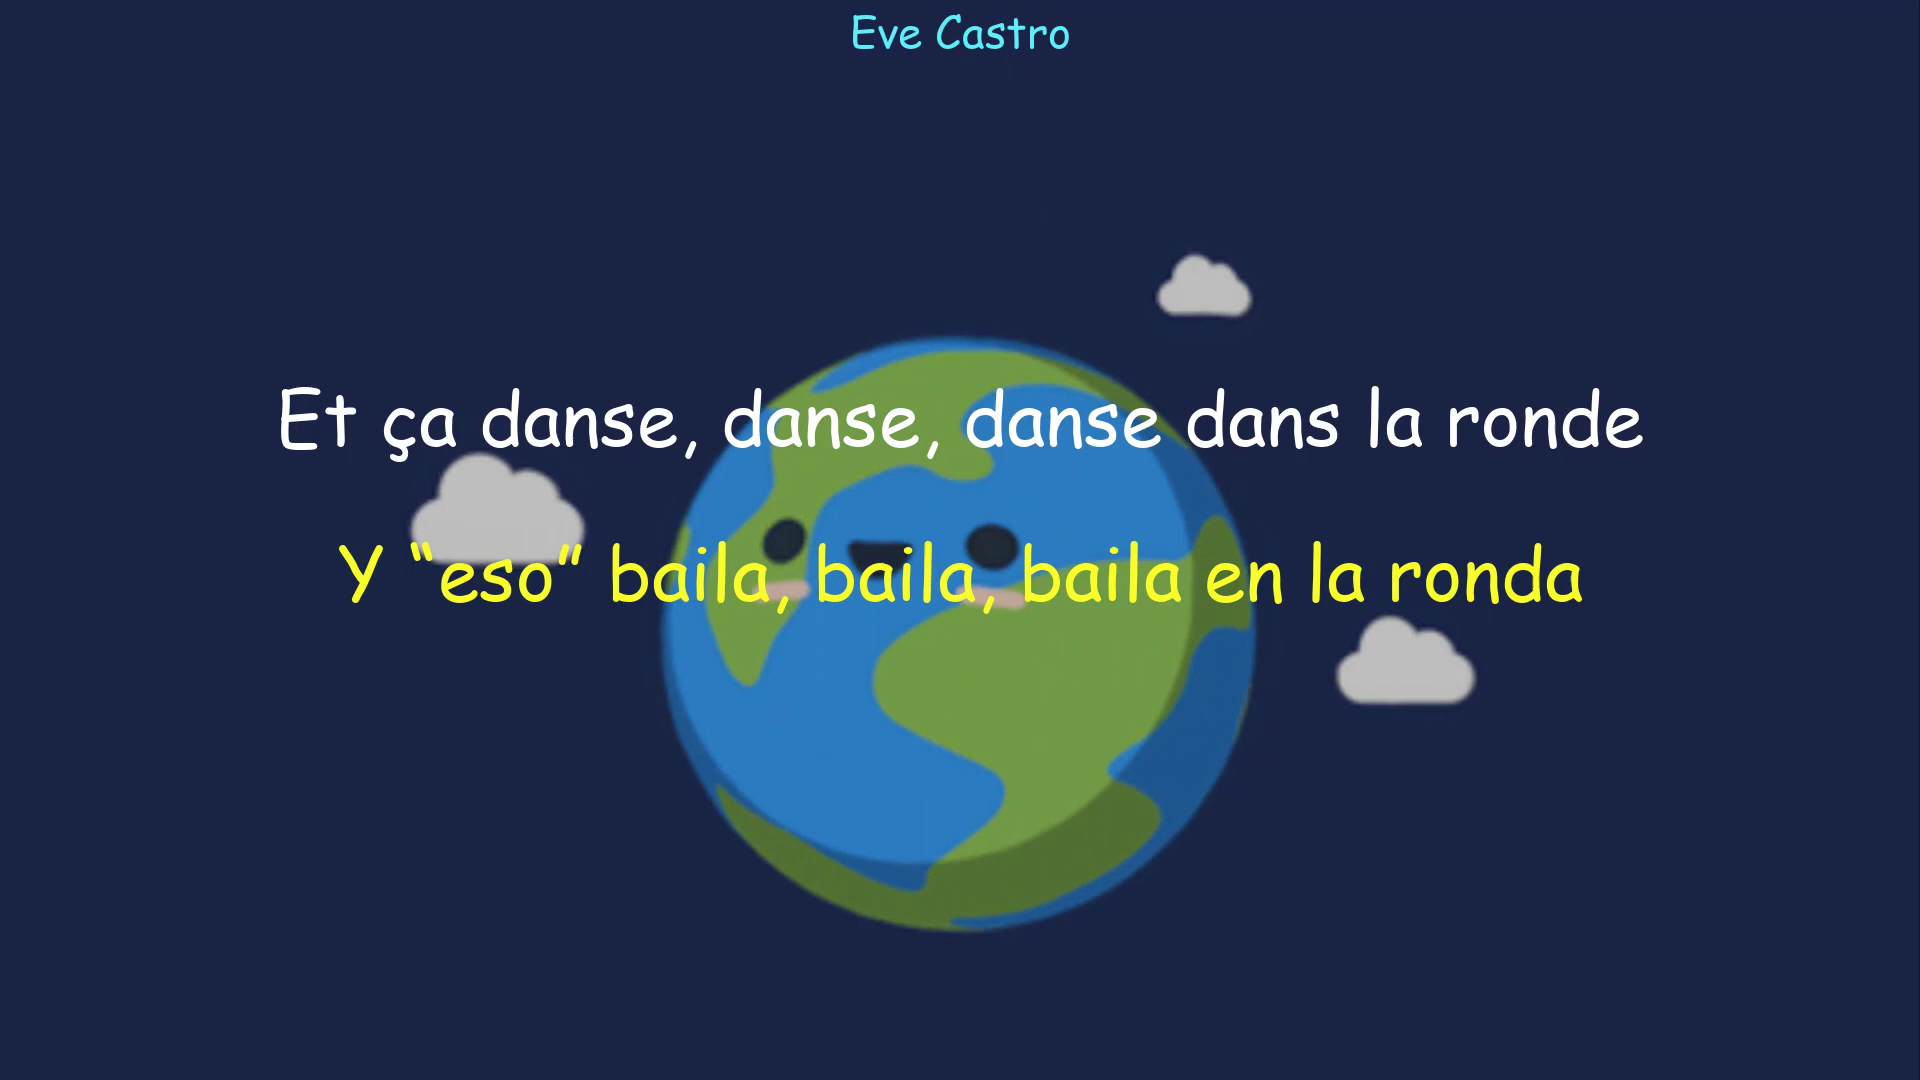 Eve Castro
Et ça danse, danse, danse dans la ronde
Y “eso” baila, baila, baila en la ronda